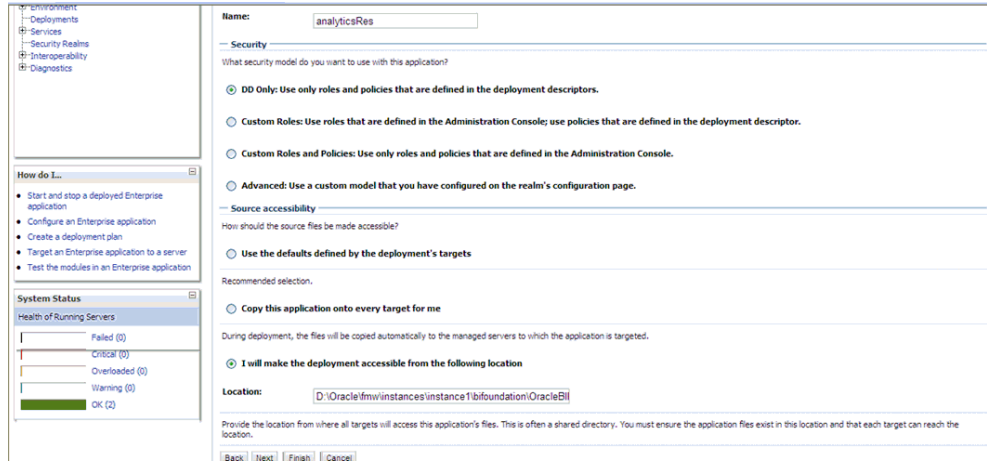 Environment
Deployments
Services
Security Realms
Interoperability
Diagnostics
How do I...
Start and stop a deployed Enterprise
application
Configure an Enterprise application
Create a deployment plan
Target an Enterprise application to a server
Test the modules in an Enterprise application
System Status
Health of Running Servers
Failed (0)
Critical (0)
Overloaded (0)
Warning (0)
OK (2)
Name: analyticsRes
Security
What security model do you want to use with this application?
DD Only: Use only roles and policies that are defined in the deployment descriptors.
Custom Roles: Use roles that are defined in the Administration Console; use policies that are defined in the deployment descriptor.
Custom Roles and Policies: Use only roles and policies that are defined in the Administration Console.
Advanced: Use a custom model that you have configured on the realm's configuration page.
Source accessibility
How should the source files be made accessible?
Use the defaults defined by the deployment's targets
Recommended selection.
Copy this application onto every target for me
During deployment, the files will be copied automatically to the managed servers to which the application is targeted.
I will make the deployment accessible from the following location
Location: D:\Oracle\fmw\instances\instance1\bifoundation\OracleBII
Provide the location from where all targets will access this application's files. This is often a shared directory. You must ensure the application files exist in this location and that each target can reach the
location.
Back Next Finish Cancel